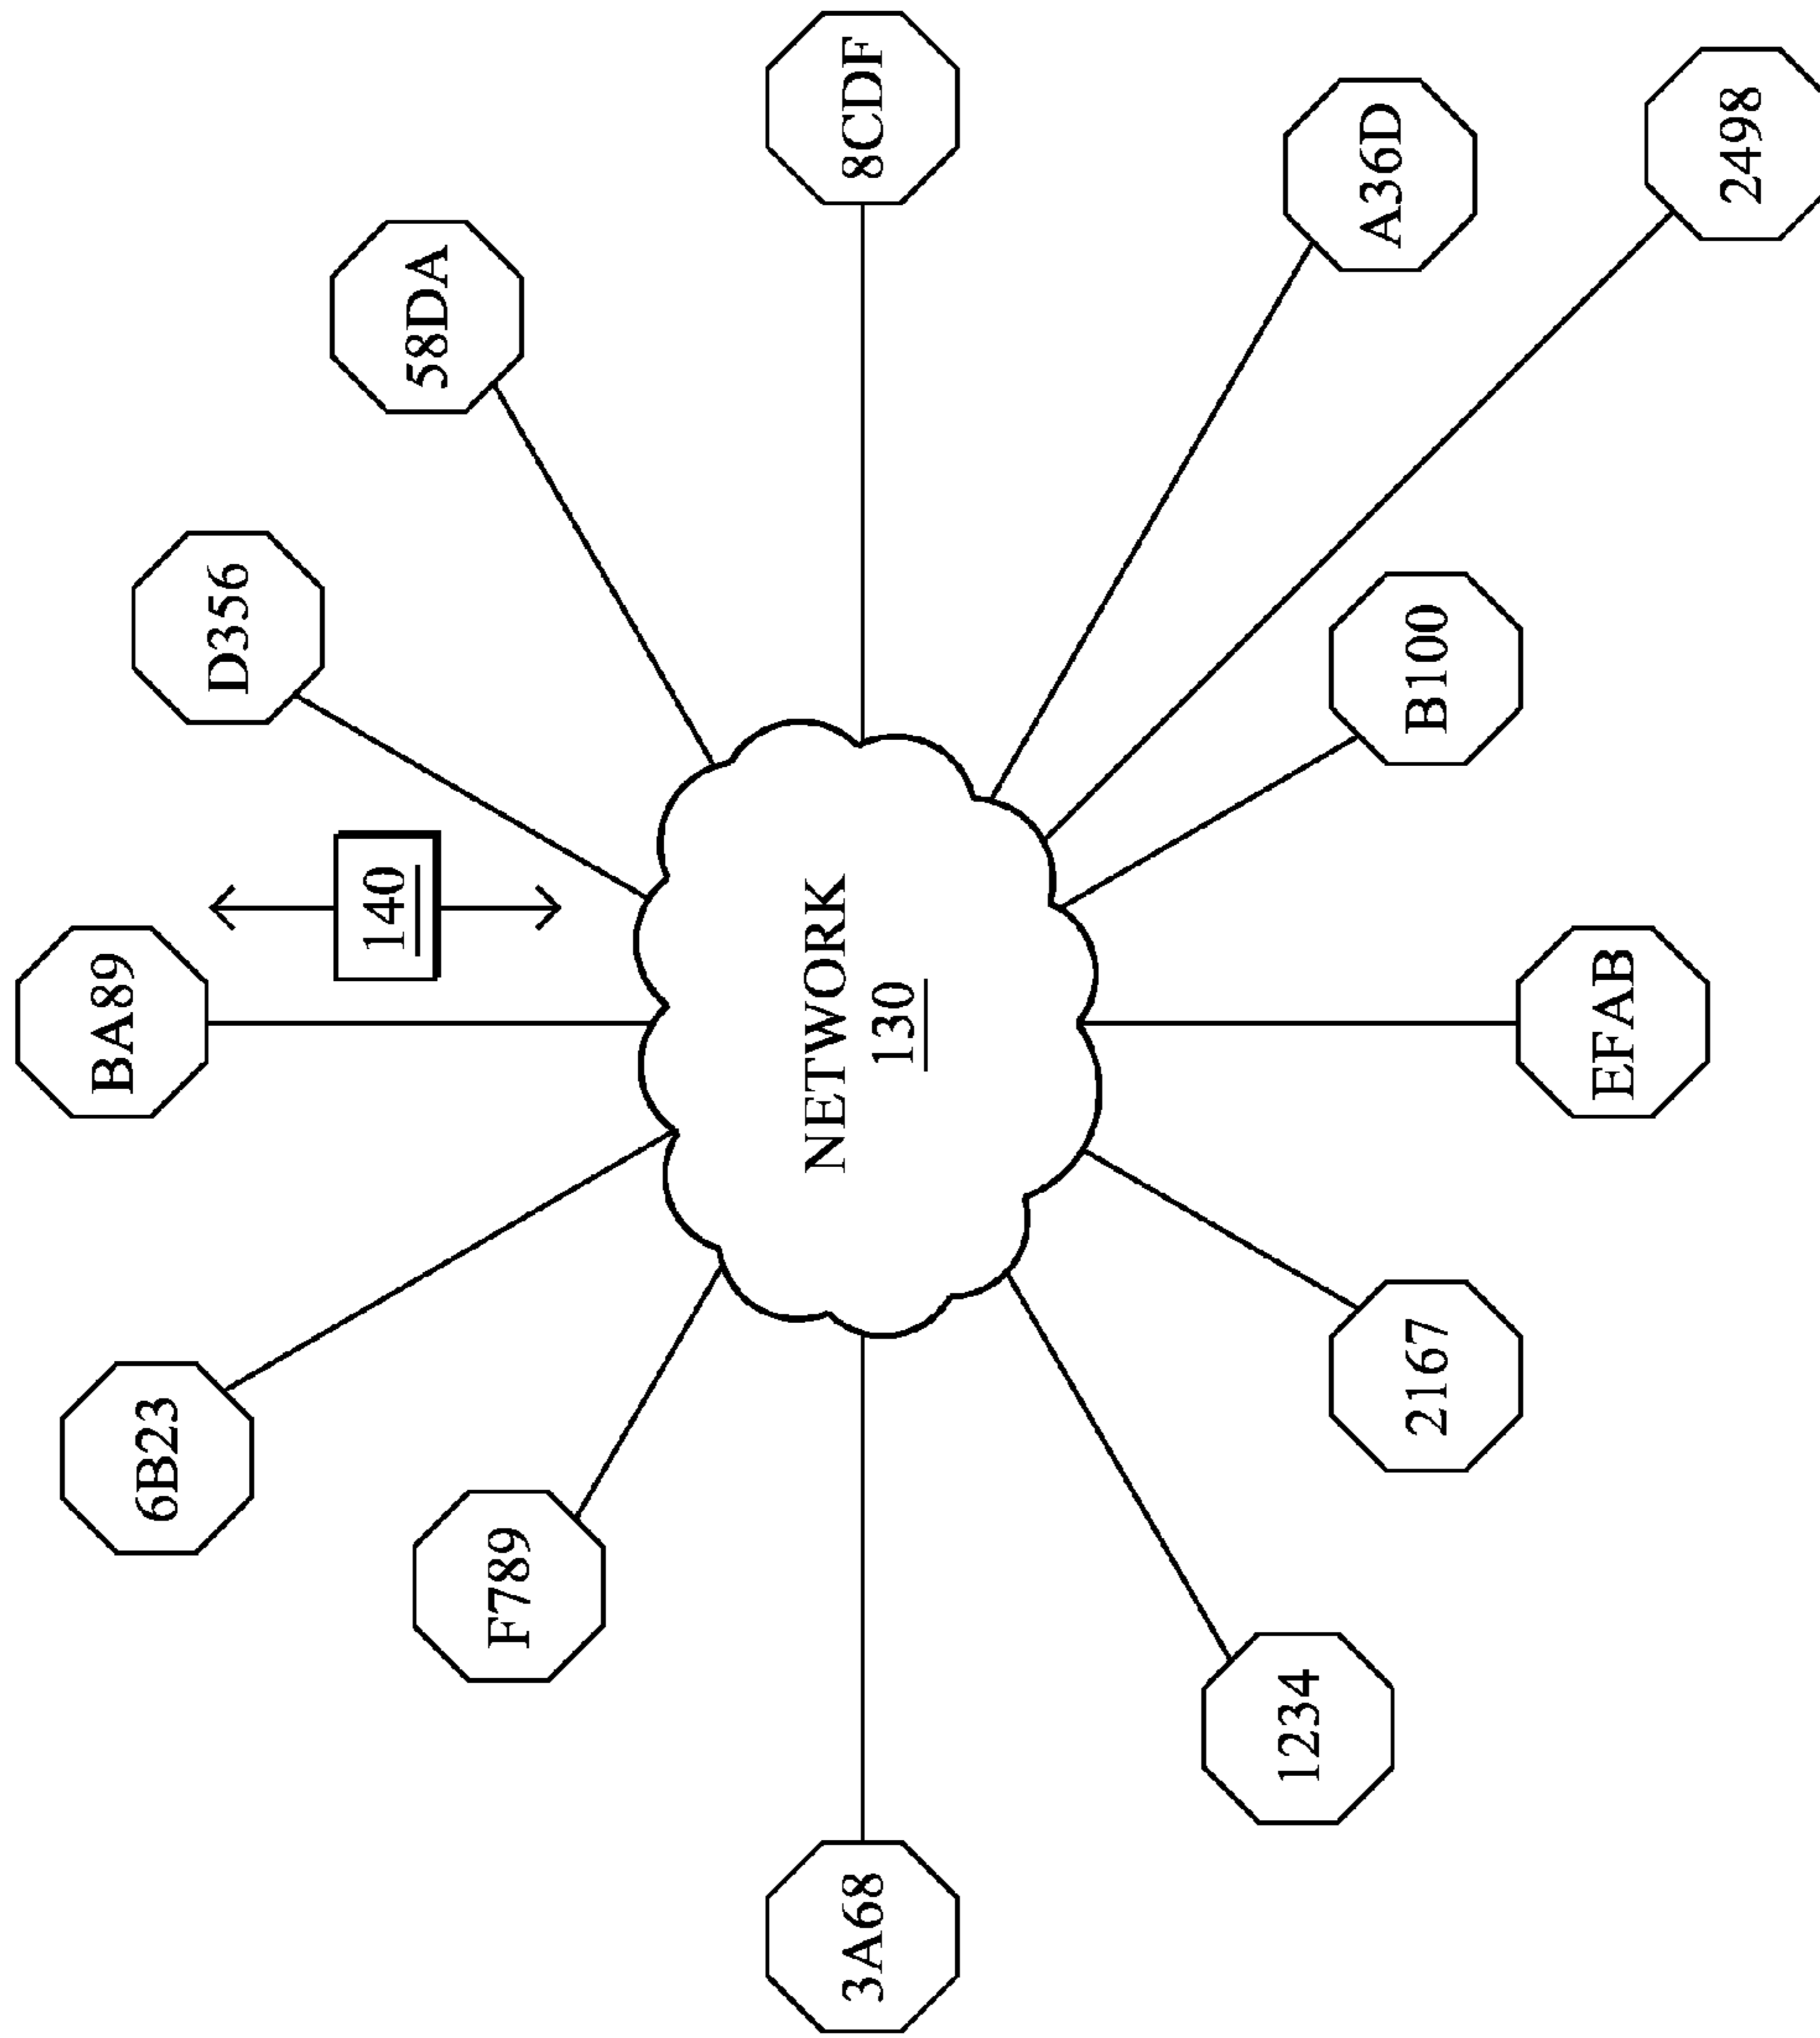 6B23
BA89
D356
140
F789
58DA
3A68
NETWORK
130
8CDF
1234
A36D
2167
B100
EFAB
2498